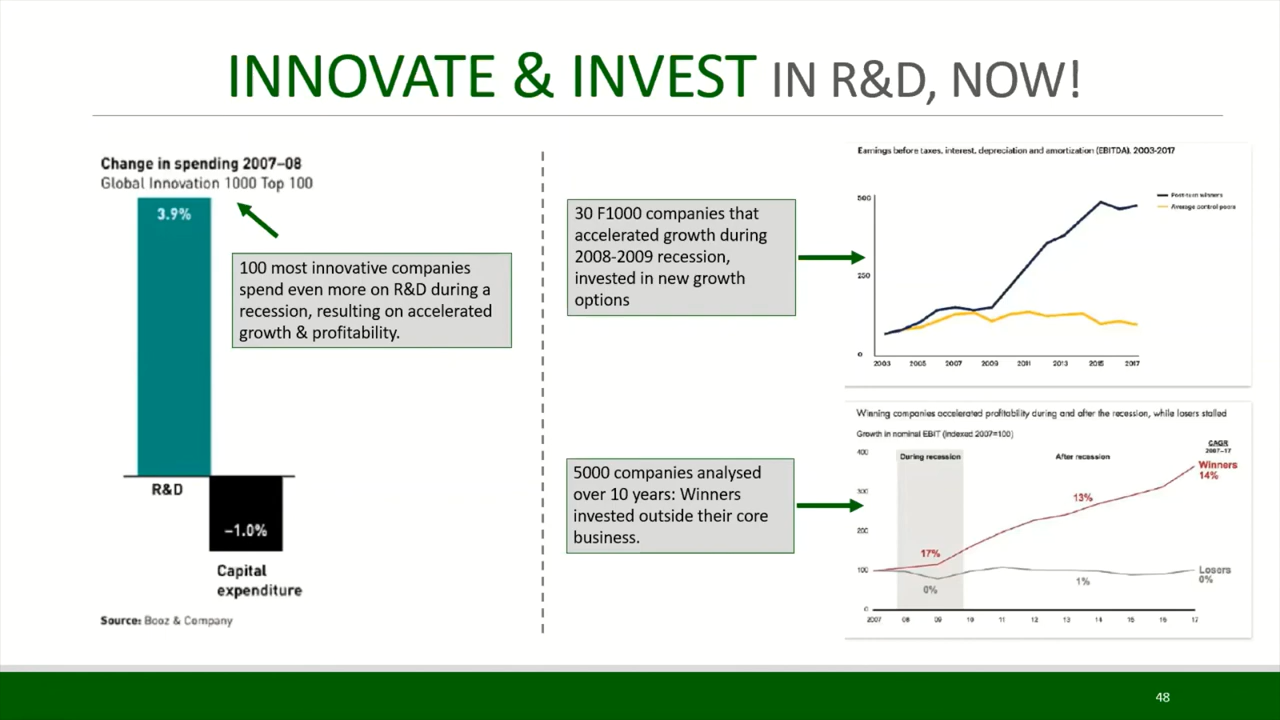 INNOVATE & INVEST IN R&D, NOW!
Change in spending 2007–08
Global Innovation 1000 Top 100
3.9%
100 most innovative companies
spend even more on R&D during a
recession, resulting on accelerated
growth & profitability.
R&D
–1.0%
Capital
expenditure
Source: Booz & Company
30 F1000 companies that
accelerated growth during
2008-2009 recession,
invested in new growth
options
Earnings before taxes, interest, depreciation and amortization (EBITDA), 2003-2017
500
250
0
2003 2005 2007 2009 2011 2013 2015 2017
Post-turn winners
Average control peers
5000 companies analysed
over 10 years: Winners
invested outside their core
business.
Winning companies accelerated profitability during and after the recession, while losers stalled
Growth in nominal EBIT (indexed 2007=100)
400
300
200
100
0
During recession
After recession
CAGR
2007–17
Winners
14%
13%
17%
Losers
0%
1%
0%
2007 08 09 10 11 12 13 14 15 16 17
48